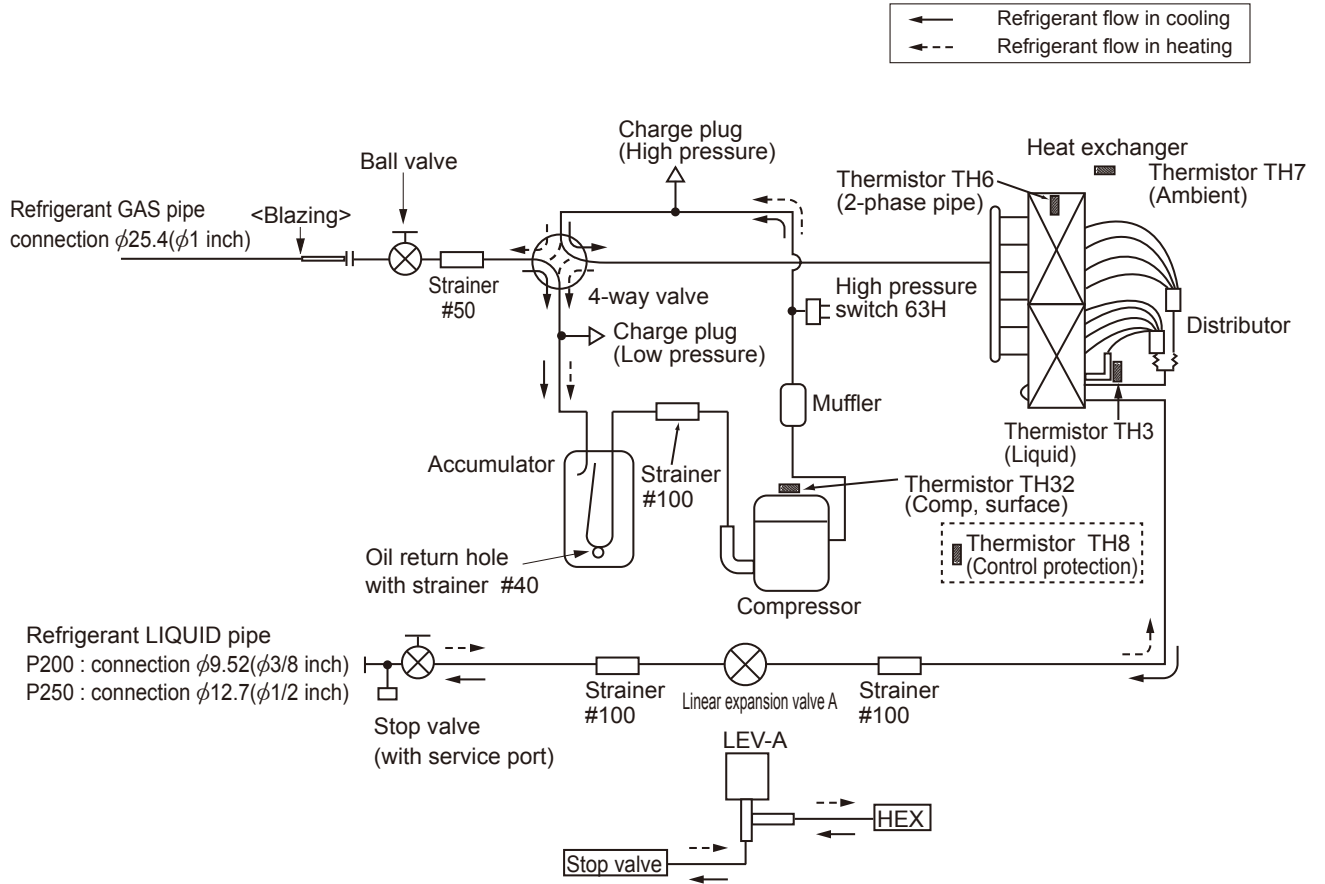 Refrigerant flow in cooling
Refrigerant flow in heating
Charge plug
(High pressure)
Ball valve
Heat exchanger
Thermistor TH7
(Ambient)
Thermistor TH6
(2-phase pipe)
Refrigerant GAS pipe
connection ϕ25.4(ϕ1 inch)
<Blazing>
Strainer
#50
4-way valve
High pressure
switch 63H
Distributor
Charge plug
(Low pressure)
Muffler
Thermistor TH3
(Liquid)
Accumulator
Strainer
#100
Thermistor TH32
(Comp, surface)
Thermistor TH8
(Control protection)
Oil return hole
with strainer #40
Compressor
Refrigerant LIQUID pipe
P200 : connection ϕ9.52(ϕ3/8 inch)
P250 : connection ϕ12.7(ϕ1/2 inch)
Stop valve
(with service port)
Strainer
#100
Linear expansion valve A
Strainer
#100
LEV-A
HEX
Stop valve